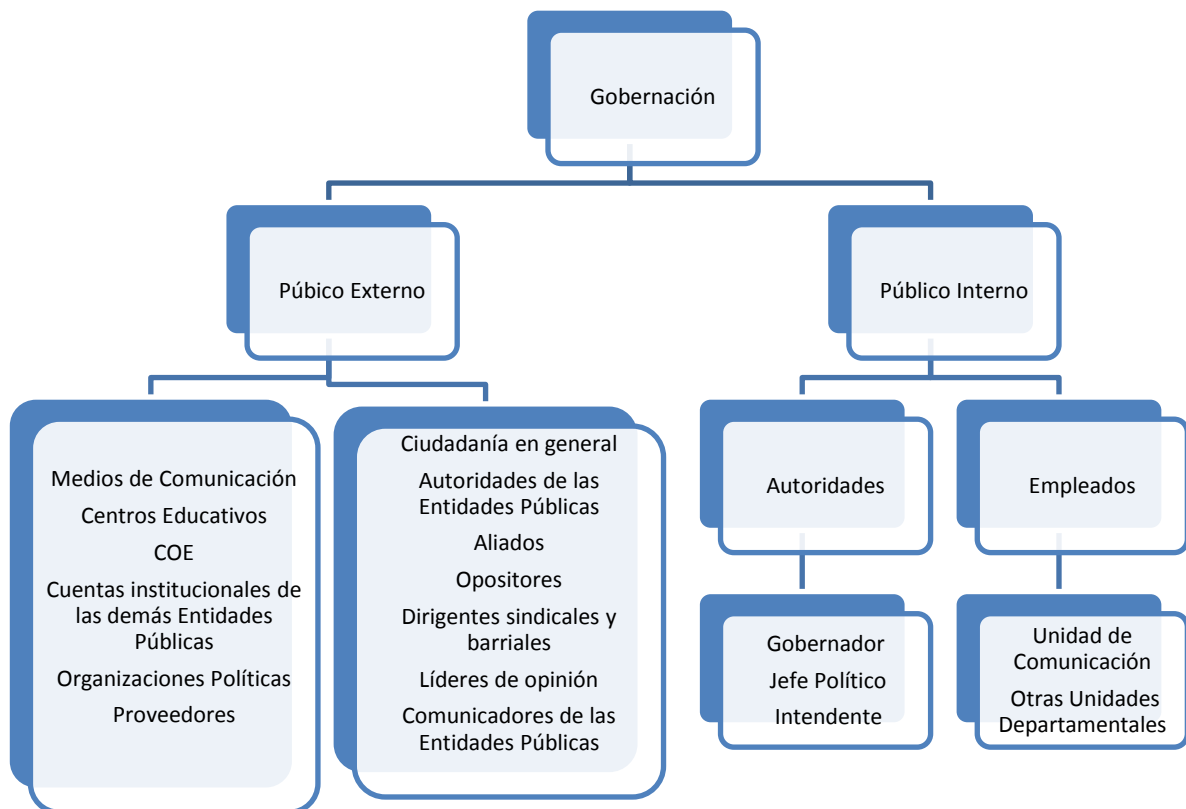 Gobernación
Púbico Externo
Público Interno
Medios de Comunicación
Centros Educativos
COE
Cuentas institucionales de
las demás Entidades
Públicas
Organizaciones Políticas
Proveedores
Ciudadanía en general
Autoridades de las
Entidades Públicas
Aliados
Opositores
Dirigentes sindicales y
barriales
Líderes de opinión
Comunicadores de las
Entidades Públicas
Autoridades
Empleados
Gobernador
Jefe Político
Intendente
Unidad de
Comunicación
Otras Unidades
Departamentales